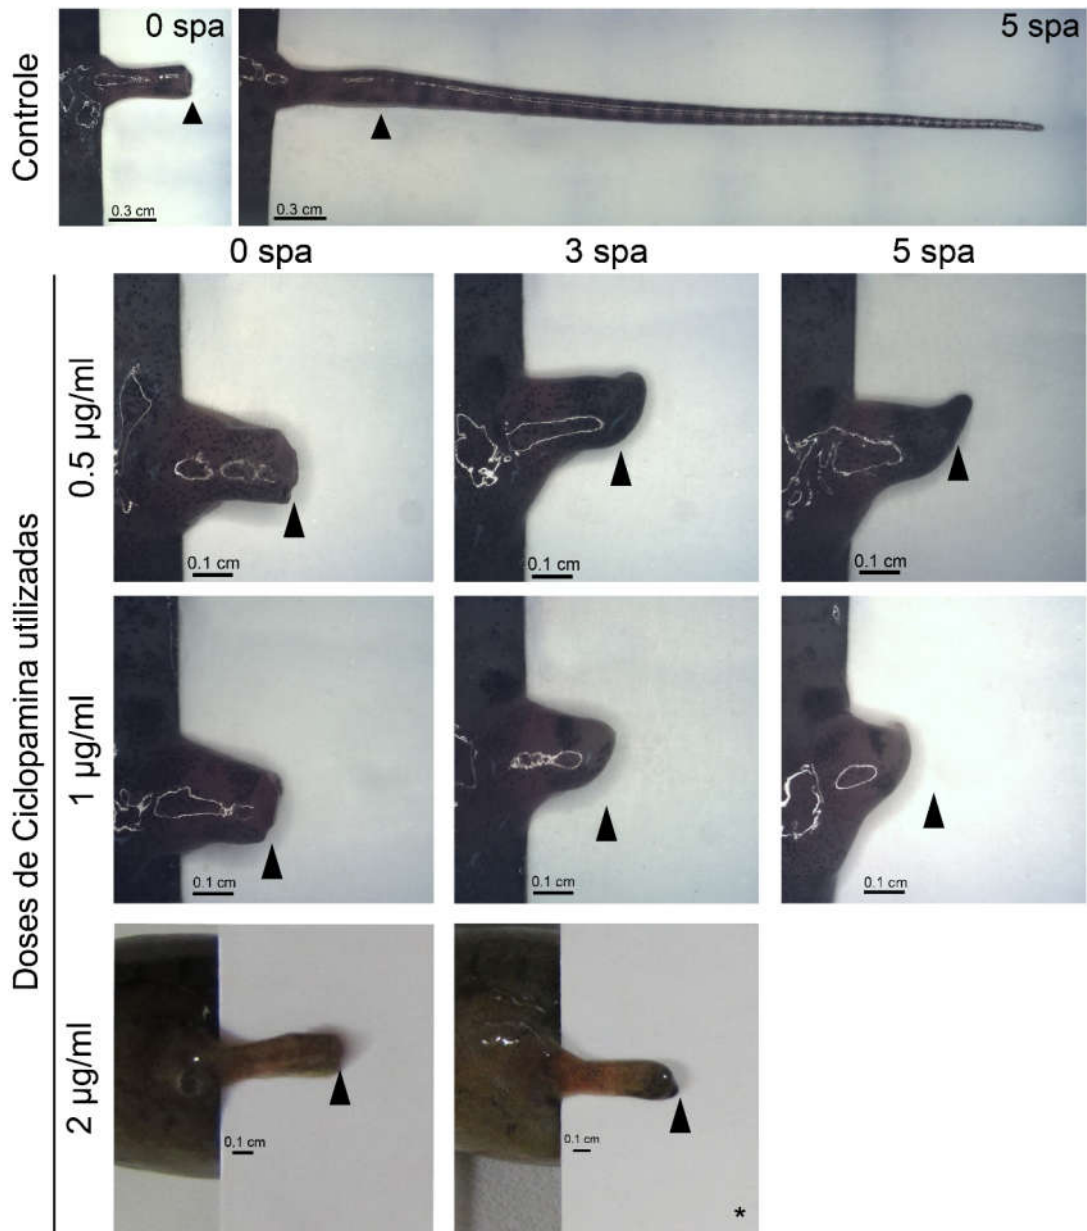 Controle
0 spa
5 spa
0.3 cm
0.3 cm
0 spa
3 spa
5 spa
Doses de Ciclopamina utilizadas
0.5 µg/ml
0.1 cm
0.1 cm
0.1 cm
1 µg/ml
0.1 cm
0.1 cm
0.1 cm
2 µg/ml
0.1 cm
0.1 cm
*